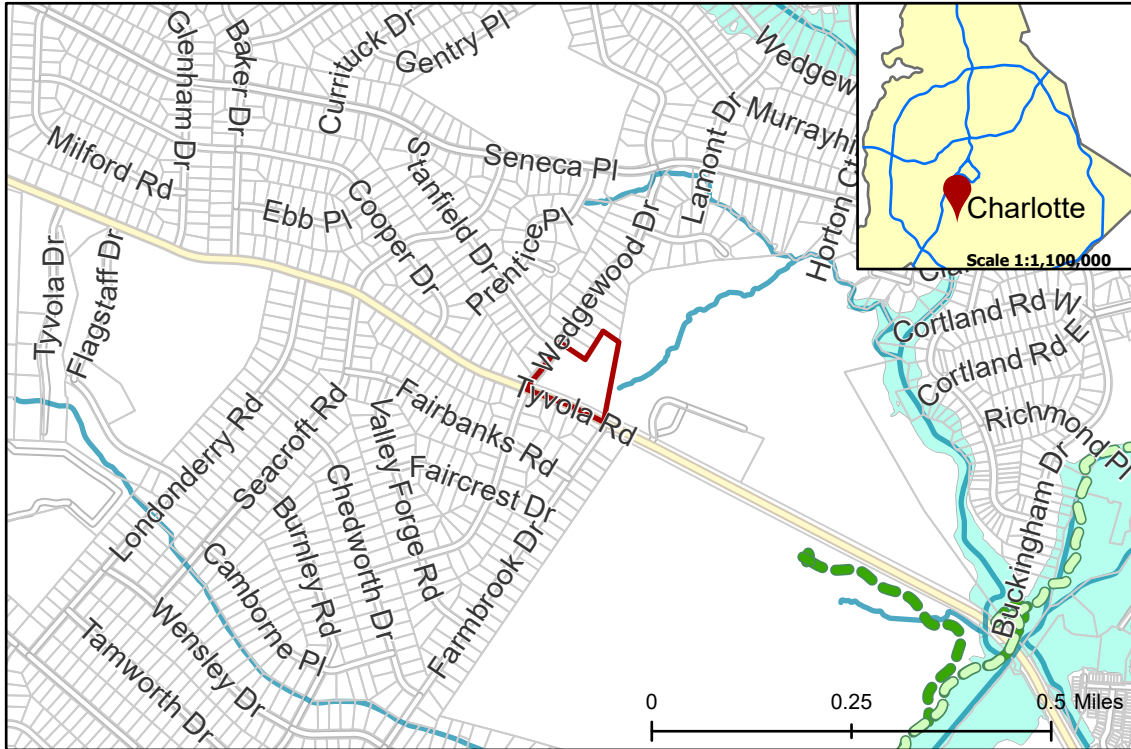 Glenham Dr
Baker Dr
Currituck Dr
Gentry Pl
Wedgew
Murrayhi
Lamont Dr
Seneca Pl
Milford Rd
Ebb Pl
Cooper Dr
Stanfield Dr
Prentice Pl
Wedgewood Dr
Horton Ct
Charlotte
Scale 1:1,100,000
Tyvola Dr
Flagstaff Dr
Cortland Rd W
Cortland Rd E
Richmond Pl
Tyvola Rd
Fairbanks Rd
Faircrest Dr
Valley Forge Rd
Londonderry Rd
Seacroft Rd
Chedworth Dr
Burnley Rd
Camborne Pl
Farmbrook Dr
Buckingham Dr
Wensley Dr
Tamworth Dr
0 0.25 0.5 Miles